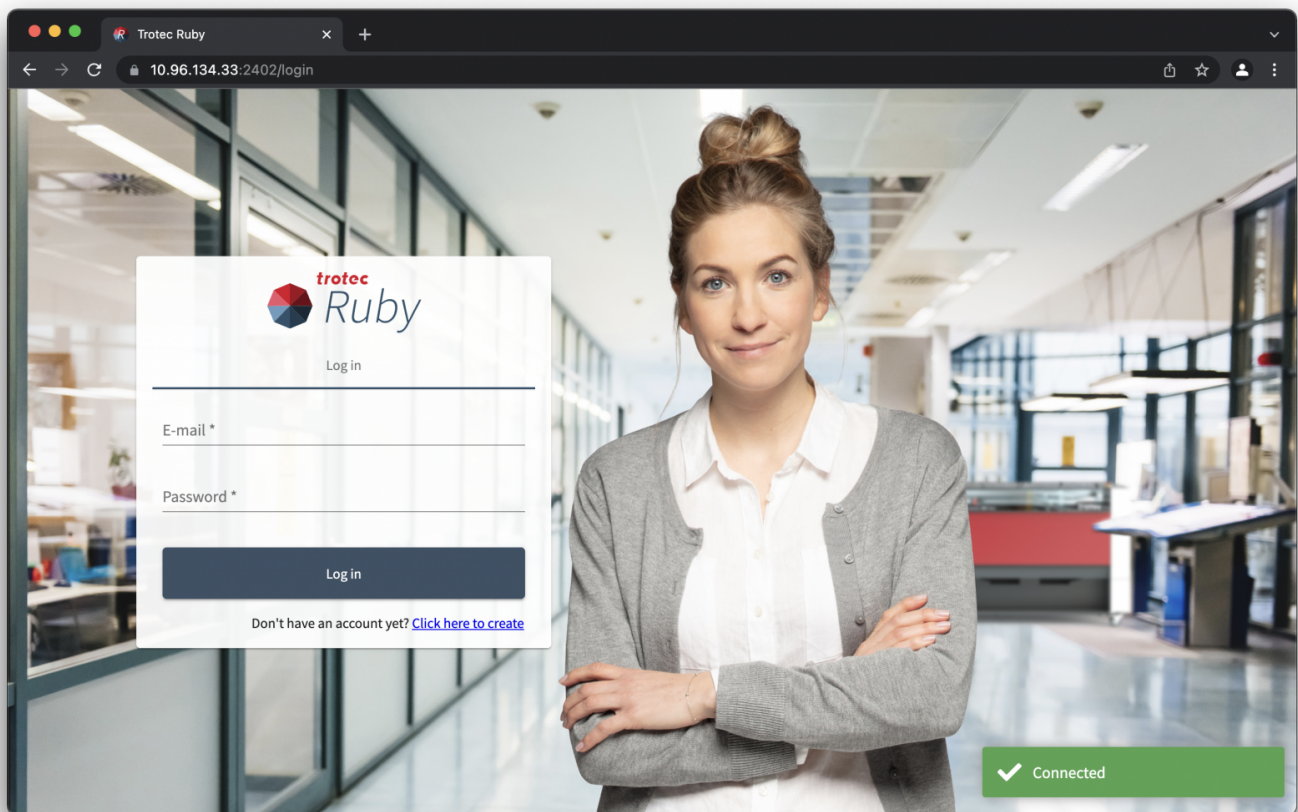 Trotec Ruby
10.96.134.33:2402/login
trotec
Ruby
Log in
E-mail *
Password *
Log in
Don't have an account yet? Click here to create
Connected